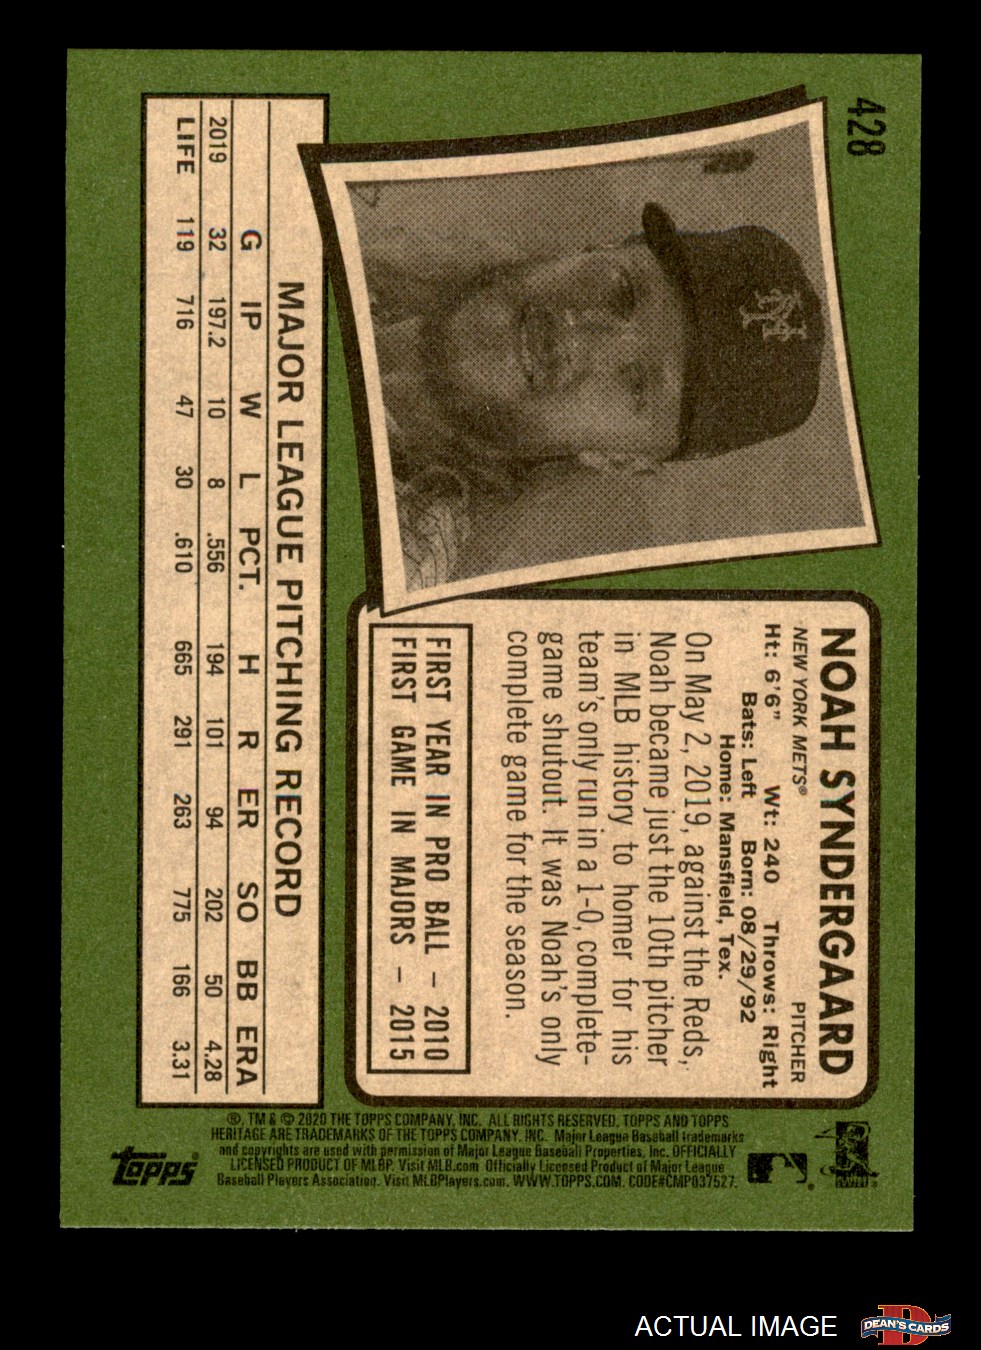 428
NOAH SYNDERGAARD
NEW YORK METS® PITCHER
Ht: 6'6" Wt: 240 Throws: Right
Bats: Left Born: 08/29/92
Home: Mansfield, Tex.
On May 2, 2019, against the Reds,
Noah became just the 10th pitcher
in MLB history to homer for his
team's only run in a 1-0, complete-
game shutout. It was Noah's only
complete game for the season.
FIRST YEAR IN PRO BALL – 2010
FIRST GAME IN MAJORS – 2015
MAJOR LEAGUE PITCHING RECORD
G IP W L PCT. H R ER SO BB ERA
2019 32 197.2 10 8 .556 194 101 94 202 50 4.28
LIFE 119 716 47 30 .610 665 291 263 775 166 3.31
®, TM & © 2020 THE TOPPS COMPANY, INC. ALL RIGHTS RESERVED. TOPPS AND TOPPS
HERITAGE ARE TRADEMARKS OF THE TOPPS COMPANY, INC. Major League Baseball trademarks
and copyrights are used with permission of Major League Baseball Properties, Inc. OFFICIALLY
LICENSED PRODUCT OF MLBP. Visit MLB.com Officially Licensed Product of Major League
Baseball Players Association. Visit MLBPlayers.com. WWW.TOPPS.COM. CODE#CMP037527.
topps
ACTUAL IMAGE
DEAN'S CARDS